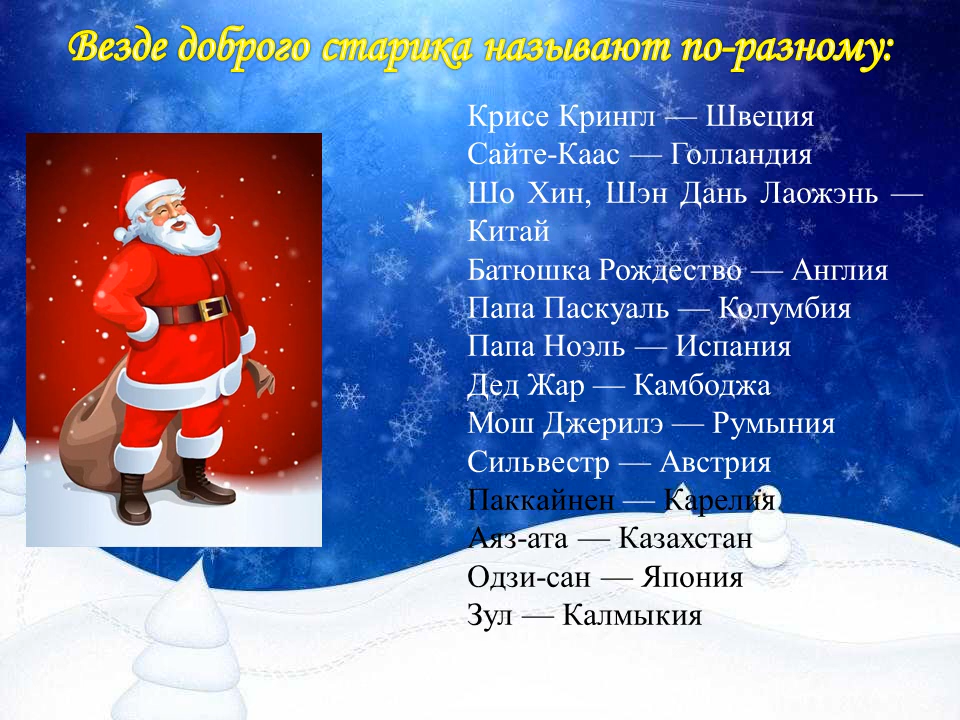 Везде доброго старика называют по-разному:
Крисе Крингл — Швеция
Сайте-Каас — Голландия
Шо Хин, Шэн Дань Лаожэнь —
Китай
Батюшка Рождество — Англия
Папа Паскуаль — Колумбия
Папа Ноэль — Испания
Дед Жар — Камбоджа
Мош Джерилэ — Румыния
Сильвестр — Австрия
Паккайнен — Карелия
Аяз-ата — Казахстан
Одзи-сан — Япония
Зул — Калмыкия